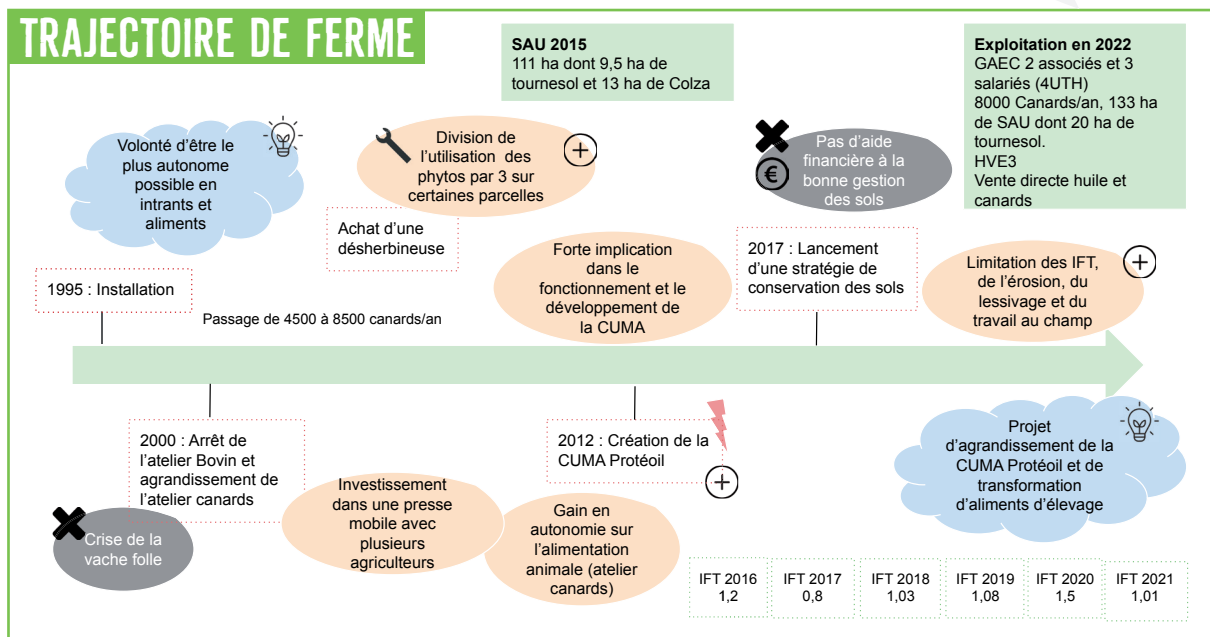 TRAJECTOIRE DE FERME
SAU 2015
111 ha dont 9,5 ha de
tournesol et 13 ha de Colza
Exploitation en 2022
GAEC 2 associés et 3
salariés (4UTH)
8000 Canards/an, 133 ha
de SAU dont 20 ha de
tournesol.
HVE3
Vente directe huile et
canards
Volonté d'être le
plus autonome
possible en
intrants et
aliments
Division de
l'utilisation des
phytos par 3 sur
certaines parcelles
Pas d'aide
financière à la
bonne gestion
des sols
€
Achat d'une
désherbineuse
Forte implication
dans le
fonctionnement et le
développement de
la CUMA
2017 : Lancement
d'une stratégie de
conservation des sols
Limitation des IFT,
de l'érosion, du
lessivage et du
travail au champ
1995 : Installation
Passage de 4500 à 8500 canards/an
2000 : Arrêt de
l'atelier Bovin et
agrandissement de
l'atelier canards
2012 : Création de la
CUMA Protéoil
Projet
d'agrandissement de la
CUMA Protéoil et de
transformation
d'aliments d'élevage
Crise de la
vache folle
Investissement
dans une presse
mobile avec
plusieurs
agriculteurs
Gain en
autonomie sur
l'alimentation
animale (atelier
canards)
IFT 2016
1,2
IFT 2017
0,8
IFT 2018
1,03
IFT 2019
1,08
IFT 2020
1,5
IFT 2021
1,01